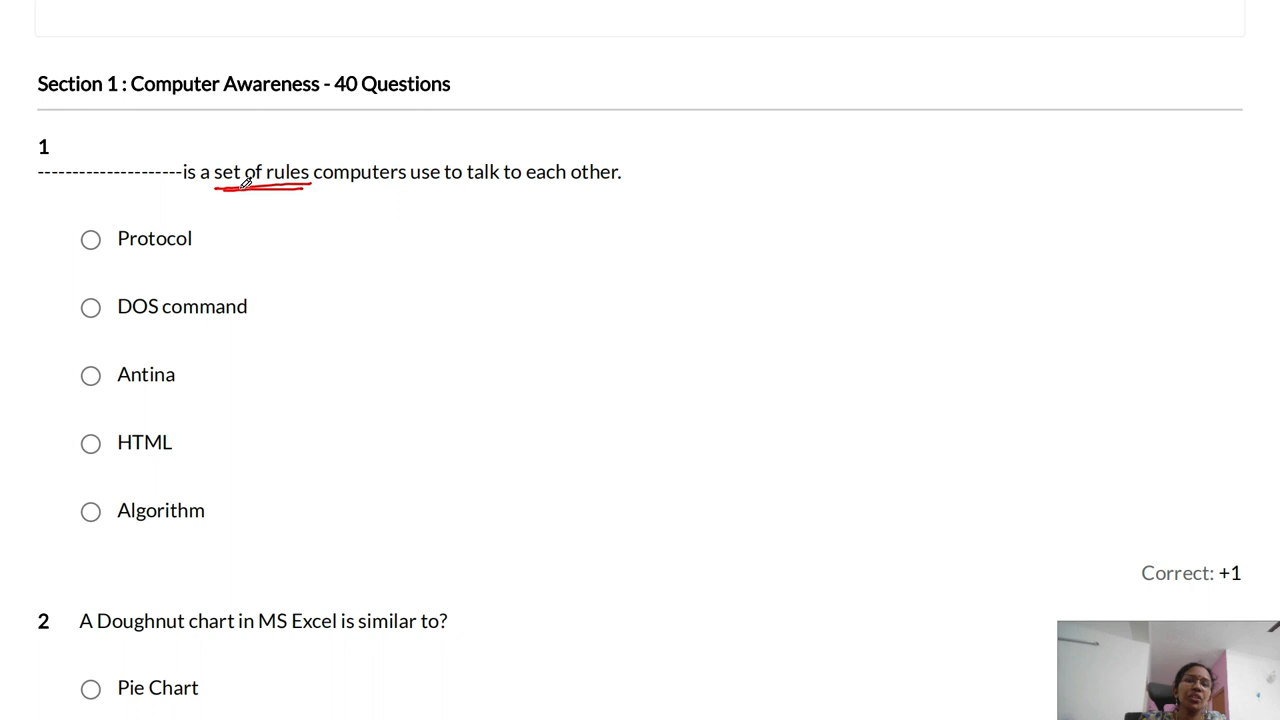 Section 1 : Computer Awareness - 40 Questions
1
---------------------is a set of rules computers use to talk to each other.
Protocol
DOS command
Antina
HTML
Algorithm
Correct: +1
2 A Doughnut chart in MS Excel is similar to?
Pie Chart